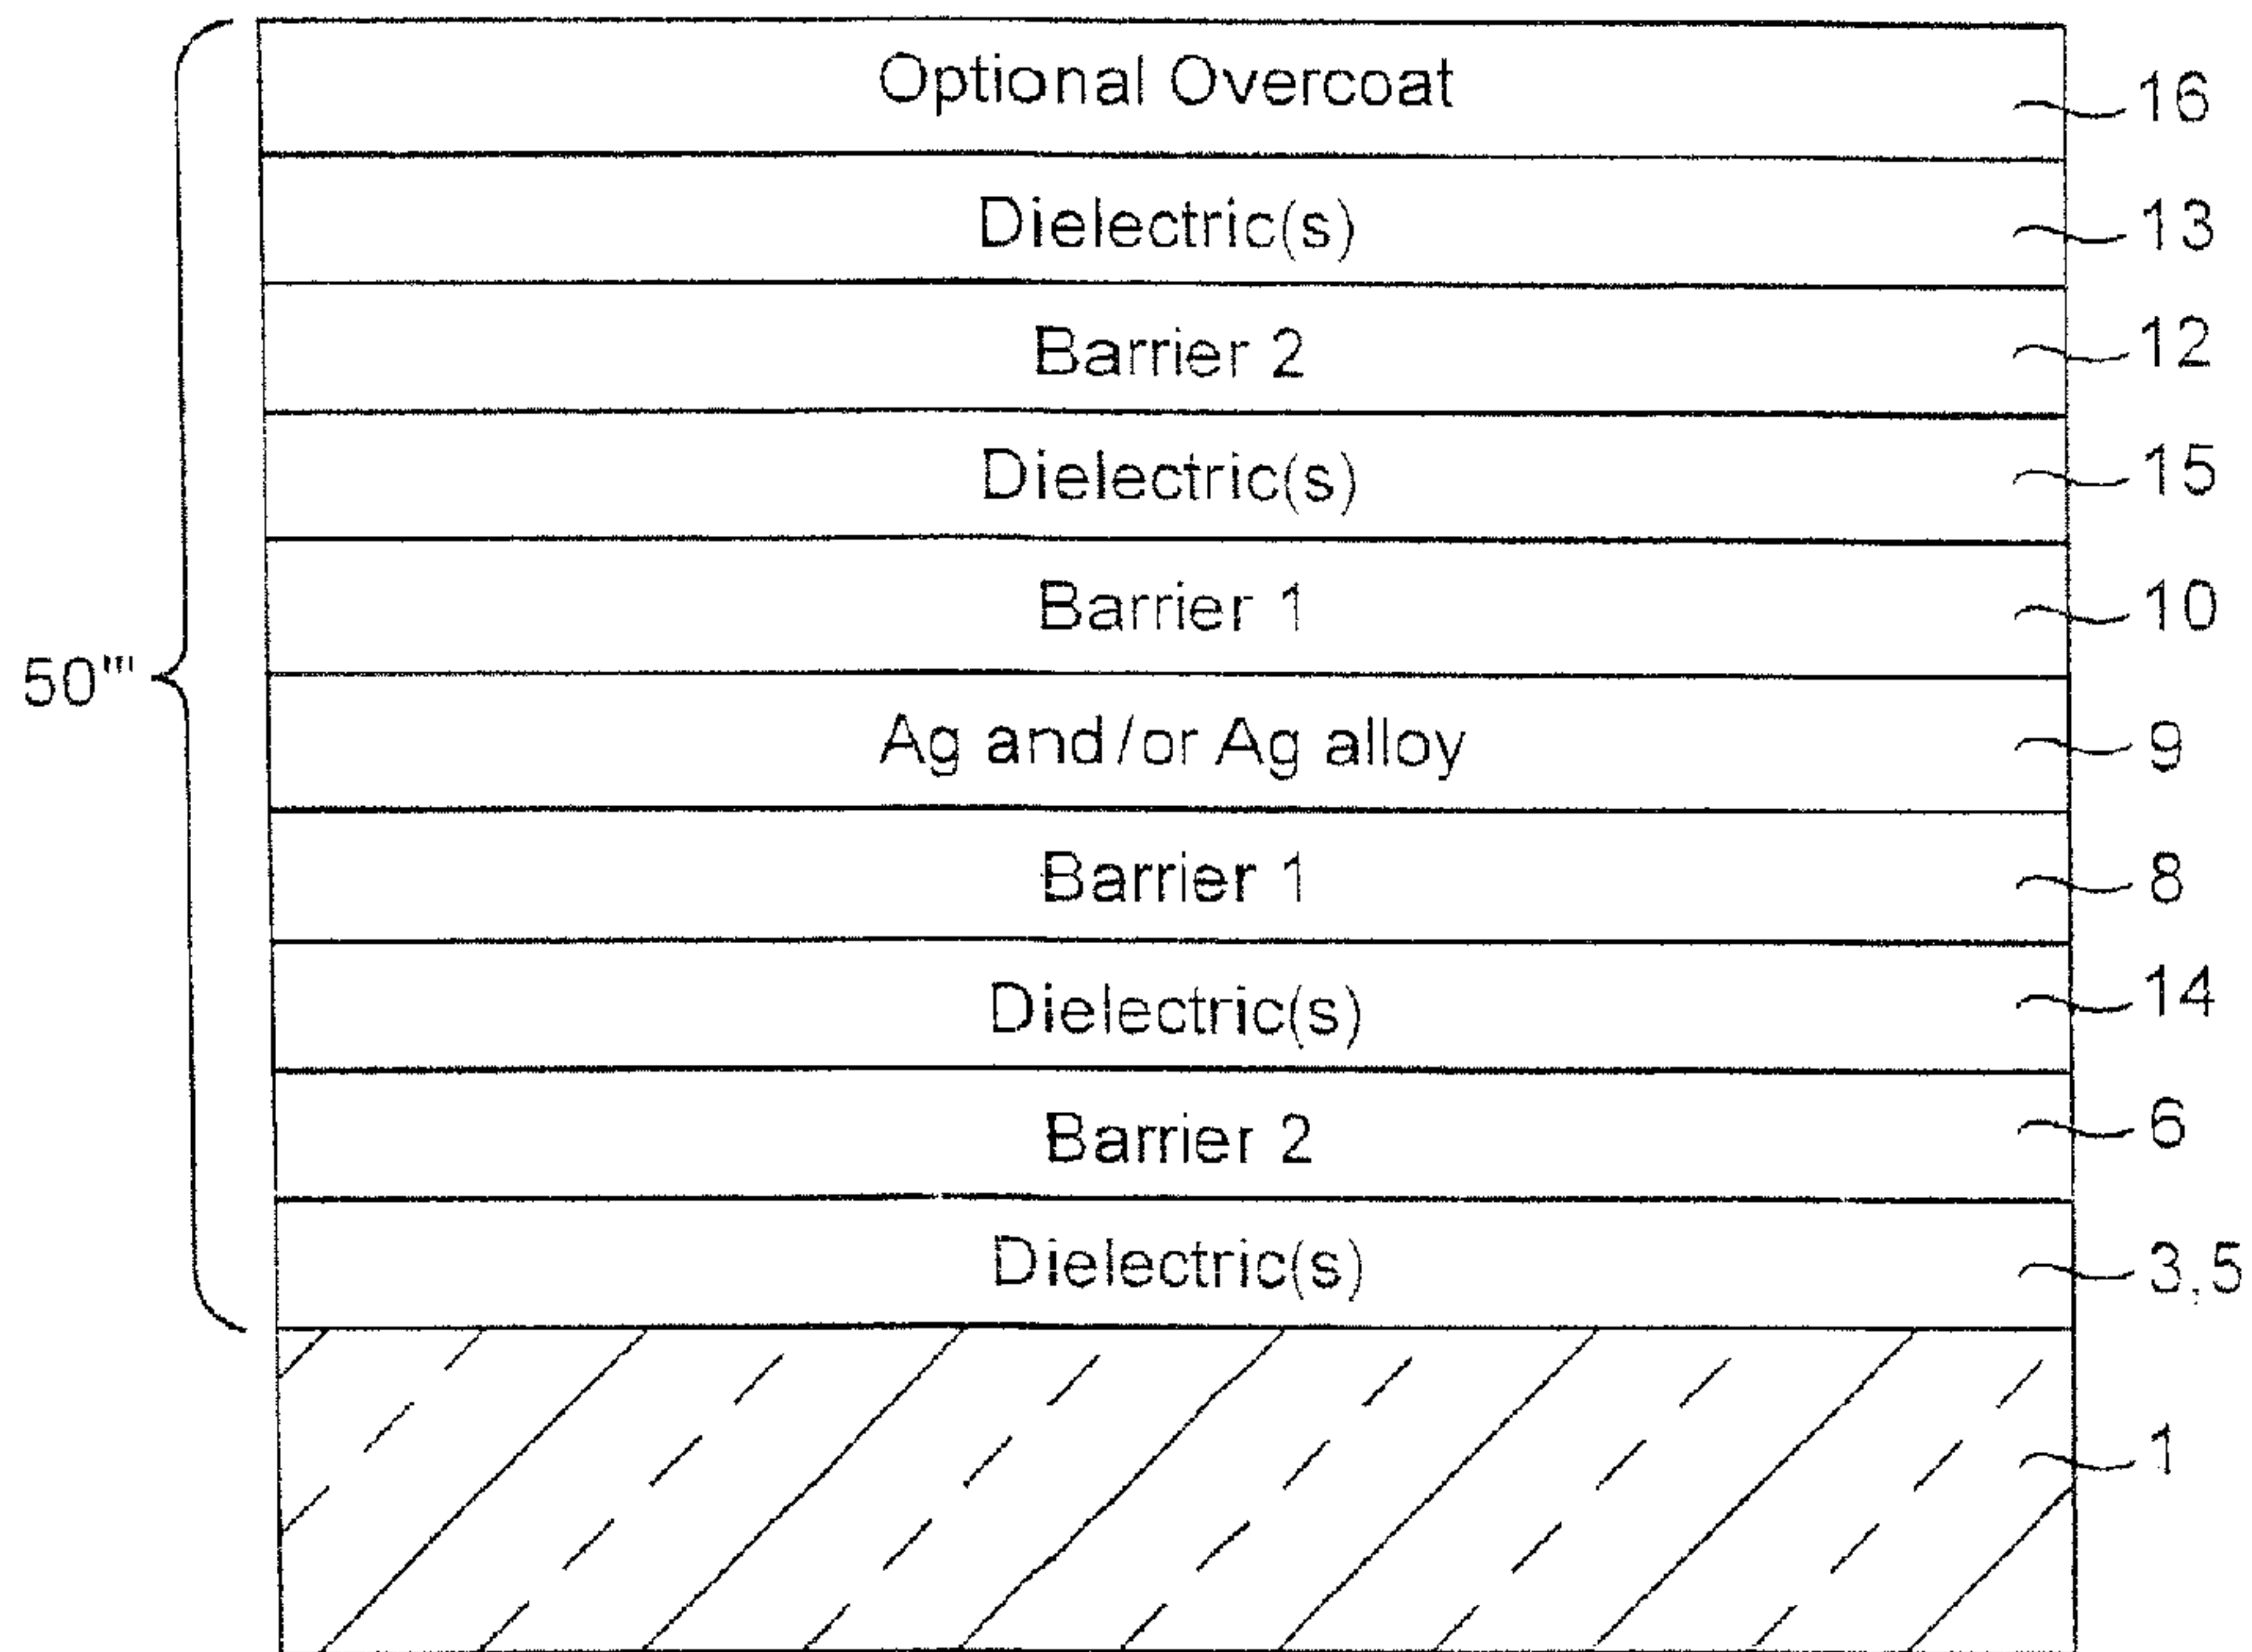 Optional Overcoat 16
Dielectric(s) 13
Barrier 2 12
Dielectric(s) 15
Barrier 1 10
50'''
Ag and/or Ag alloy 9
Barrier 1 8
Dielectric(s) 14
Barrier 2 6
Dielectric(s) 3,5
1